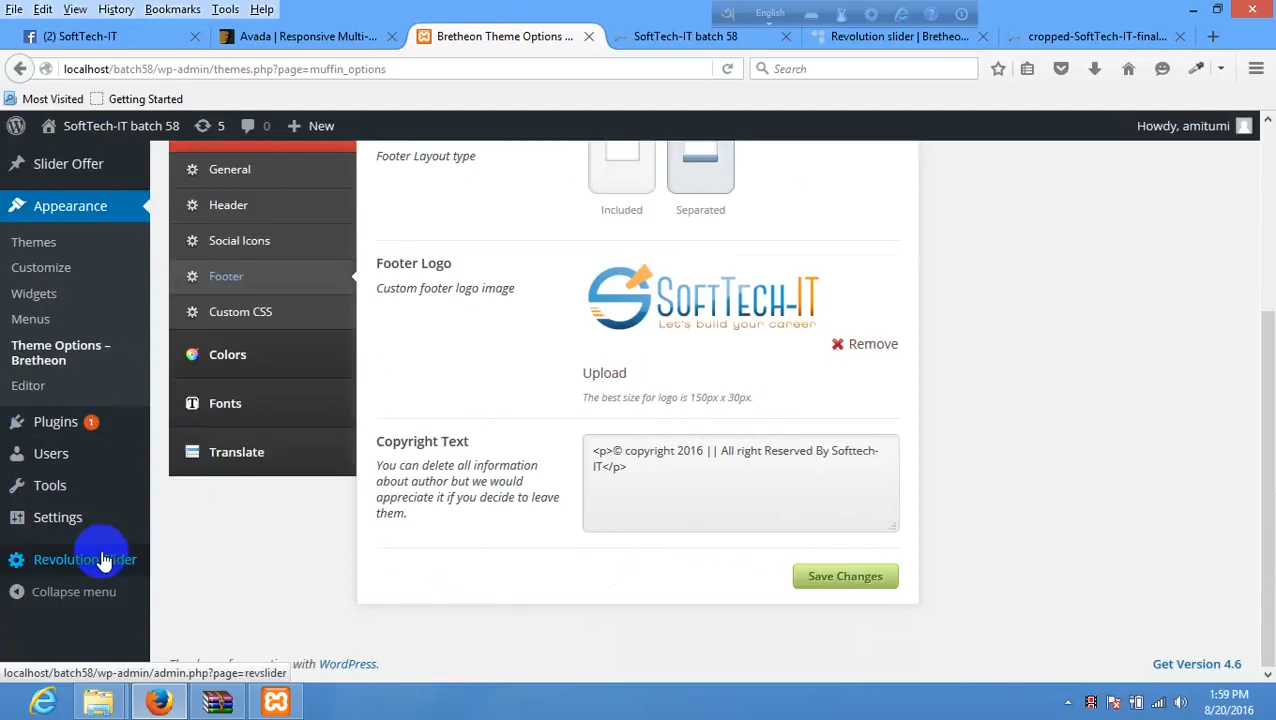 File Edit View History Bookmarks Tools Help
English
(2) SoftTech-IT
Avada | Responsive Multi-...
Bretheon Theme Options ...
SoftTech-IT batch 58
Revolution slider | Bretheo...
cropped-SoftTech-IT-final...
localhost/batch58/wp-admin/themes.php?page=muffin_options
Search
Most Visited
Getting Started
SoftTech-IT batch 58
5
0
New
Howdy, amitumi
Slider Offer
Appearance
Themes
Customize
Widgets
Menus
Theme Options –
Bretheon
Editor
Plugins 1
Users
Tools
Settings
Revolution Slider
Collapse menu
General
Header
Social Icons
Footer
Custom CSS
Colors
Fonts
Translate
Footer Layout type
Included
Separated
Footer Logo
Custom footer logo image
SOFTTECH-IT
Let's build your career
Remove
Upload
The best size for logo is 150px x 30px.
Copyright Text
You can delete all information
about author but we would
appreciate it if you decide to leave
them.
<p>© copyright 2016 || All right Reserved By Softtech-
IT</p>
Save Changes
WordPress.
Get Version 4.6
localhost/batch58/wp-admin/admin.php?page=revslider
1:59 PM
8/20/2016